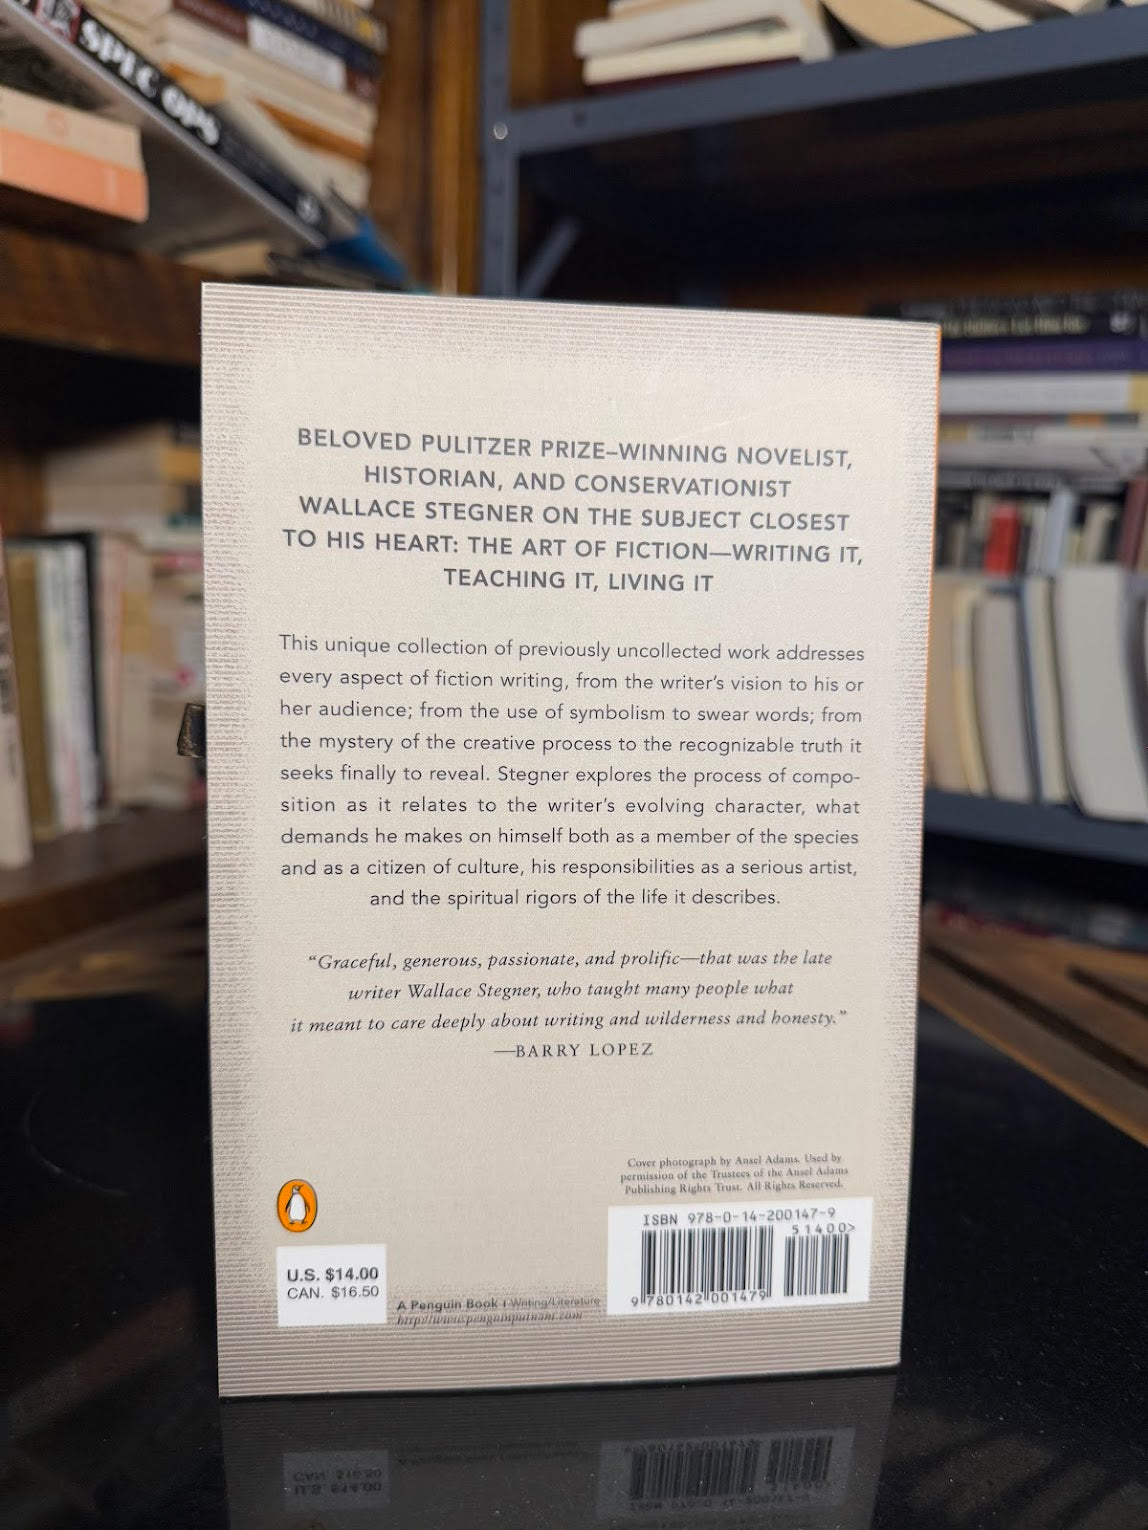 SPEC OPS
BELOVED PULITZER PRIZE–WINNING NOVELIST,
HISTORIAN, AND CONSERVATIONIST
WALLACE STEGNER ON THE SUBJECT CLOSEST
TO HIS HEART: THE ART OF FICTION—WRITING IT,
TEACHING IT, LIVING IT
This unique collection of previously uncollected work addresses
every aspect of fiction writing, from the writer’s vision to his or
her audience; from the use of symbolism to swear words; from
the mystery of the creative process to the recognizable truth it
seeks finally to reveal. Stegner explores the process of compo-
sition as it relates to the writer’s evolving character, what
demands he makes on himself both as a member of the species
and as a citizen of culture, his responsibilities as a serious artist,
and the spiritual rigors of the life it describes.
“Graceful, generous, passionate, and prolific—that was the late
writer Wallace Stegner, who taught many people what
it meant to care deeply about writing and wilderness and honesty.”
—BARRY LOPEZ
Cover photograph by Ansel Adams. Used by
permission of the Trustees of the Ansel Adams
Publishing Rights Trust. All Rights Reserved.
ISBN 978-0-14-200147-9
51400>
9 780142 001479
U.S. $14.00
CAN. $16.50
A Penguin Book | Writing/Literature
http://www.penguinputnam.com